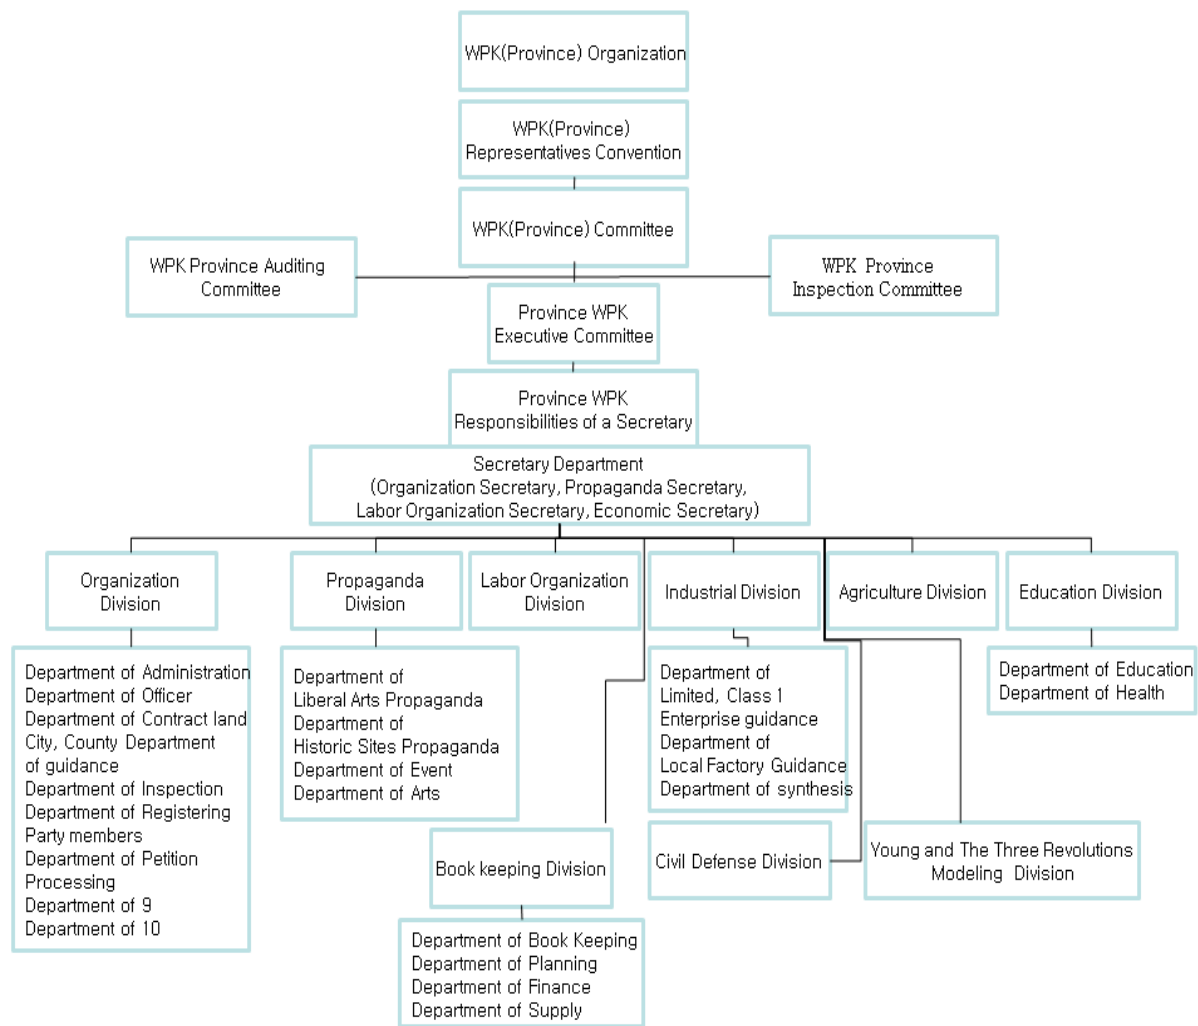 WPK(Province) Organization
WPK(Province)
Representatives Convention
WPK(Province) Committee
WPK Province Auditing
Committee
WPK Province
Inspection Committee
Province WPK
Executive Committee
Province WPK
Responsibilities of a Secretary
Secretary Department
(Organization Secretary, Propaganda Secretary,
Labor Organization Secretary, Economic Secretary)
Organization
Division
Propaganda
Division
Labor Organization
Division
Industrial Division
Agriculture Division
Education Division
Department of Administration
Department of Officer
Department of Contract land
City, County Department
of guidance
Department of Inspection
Department of Registering
Party members
Department of Petition
Processing
Department of 9
Department of 10
Department of
Liberal Arts Propaganda
Department of
Historic Sites Propaganda
Department of Event
Department of Arts
Department of
Limited, Class 1
Enterprise guidance
Department of
Local Factory Guidance
Department of synthesis
Department of Education
Department of Health
Book keeping Division
Civil Defense Division
Young and The Three Revolutions
Modeling Division
Department of Book Keeping
Department of Planning
Department of Finance
Department of Supply